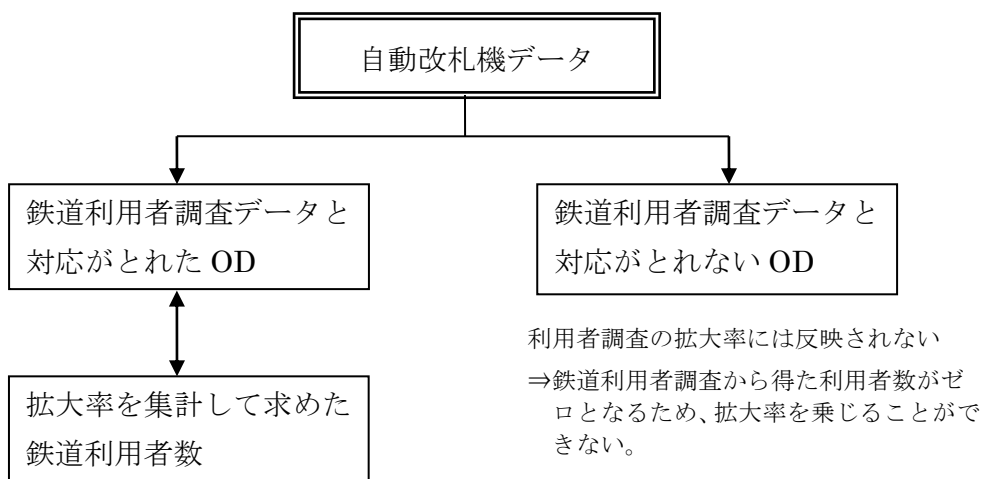 自動改札機データ
鉄道利用者調査データと
対応がとれた OD
鉄道利用者調査データと
対応がとれない OD
拡大率を集計して求めた
鉄道利用者数
利用者調査の拡大率には反映されない
⇒鉄道利用者調査から得た利用者数がゼ
ロとなるため、拡大率を乗じることがで
きない。